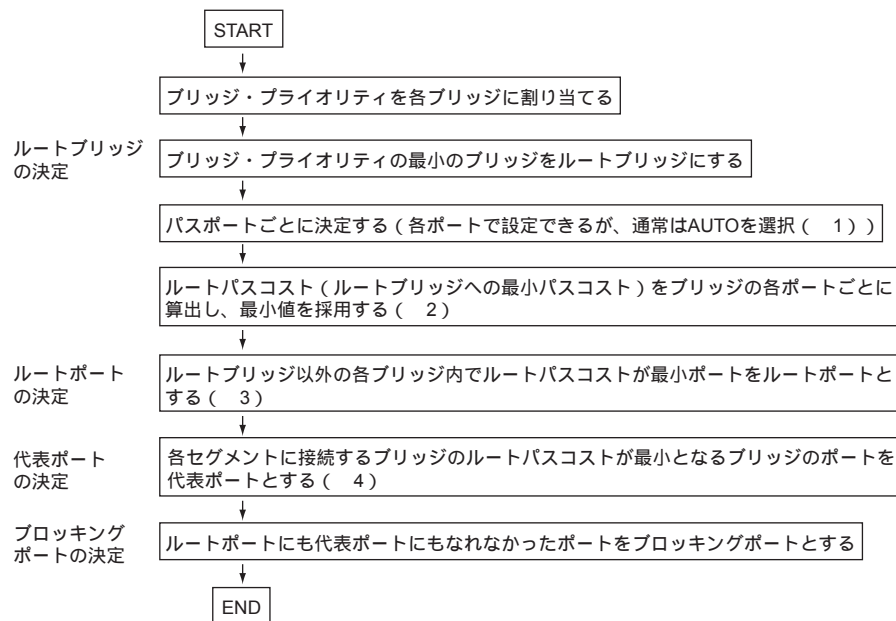 START
ブリッジ・プライオリティを各ブリッジに割り当てる
ルートブリッジ
の決定
ブリッジ・プライオリティの最小のブリッジをルートブリッジにする
パスポートごとに決定する(各ポートで設定できるが、通常はAUTOを選択( 1))
ルートパスコスト(ルートブリッジへの最小パスコスト)をブリッジの各ポートごとに
算出し、最小値を採用する( 2)
ルートポート
の決定
ルートブリッジ以外の各ブリッジ内でルートパスコストが最小ポートをルートポートと
する( 3)
代表ポート
の決定
各セグメントに接続するブリッジのルートパスコストが最小となるブリッジのポートを
代表ポートとする( 4)
ブロッキング
ポートの決定
ルートポートにも代表ポートにもなれなかったポートをブロッキングポートとする
END